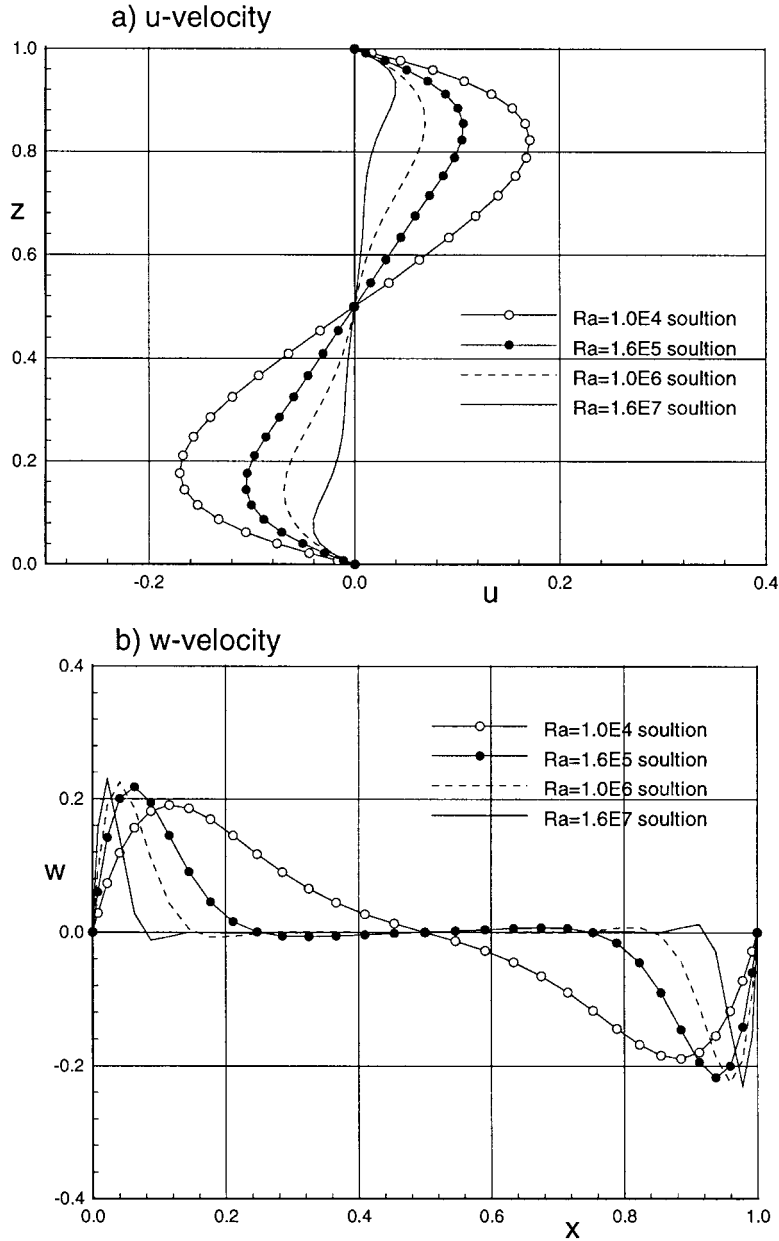 a) u-velocity
1.0
0.8
z
0.6
0.4
0.2
0.0
Ra=1.0E4 soultion
Ra=1.6E5 soultion
Ra=1.0E6 soultion
Ra=1.6E7 soultion
-0.2
0.0
0.2
0.4
u
b) w-velocity
0.4
0.2
w
0.0
-0.2
-0.4
Ra=1.0E4 soultion
Ra=1.6E5 soultion
Ra=1.0E6 soultion
Ra=1.6E7 soultion
0.0
0.2
0.4
0.6
0.8
1.0
x